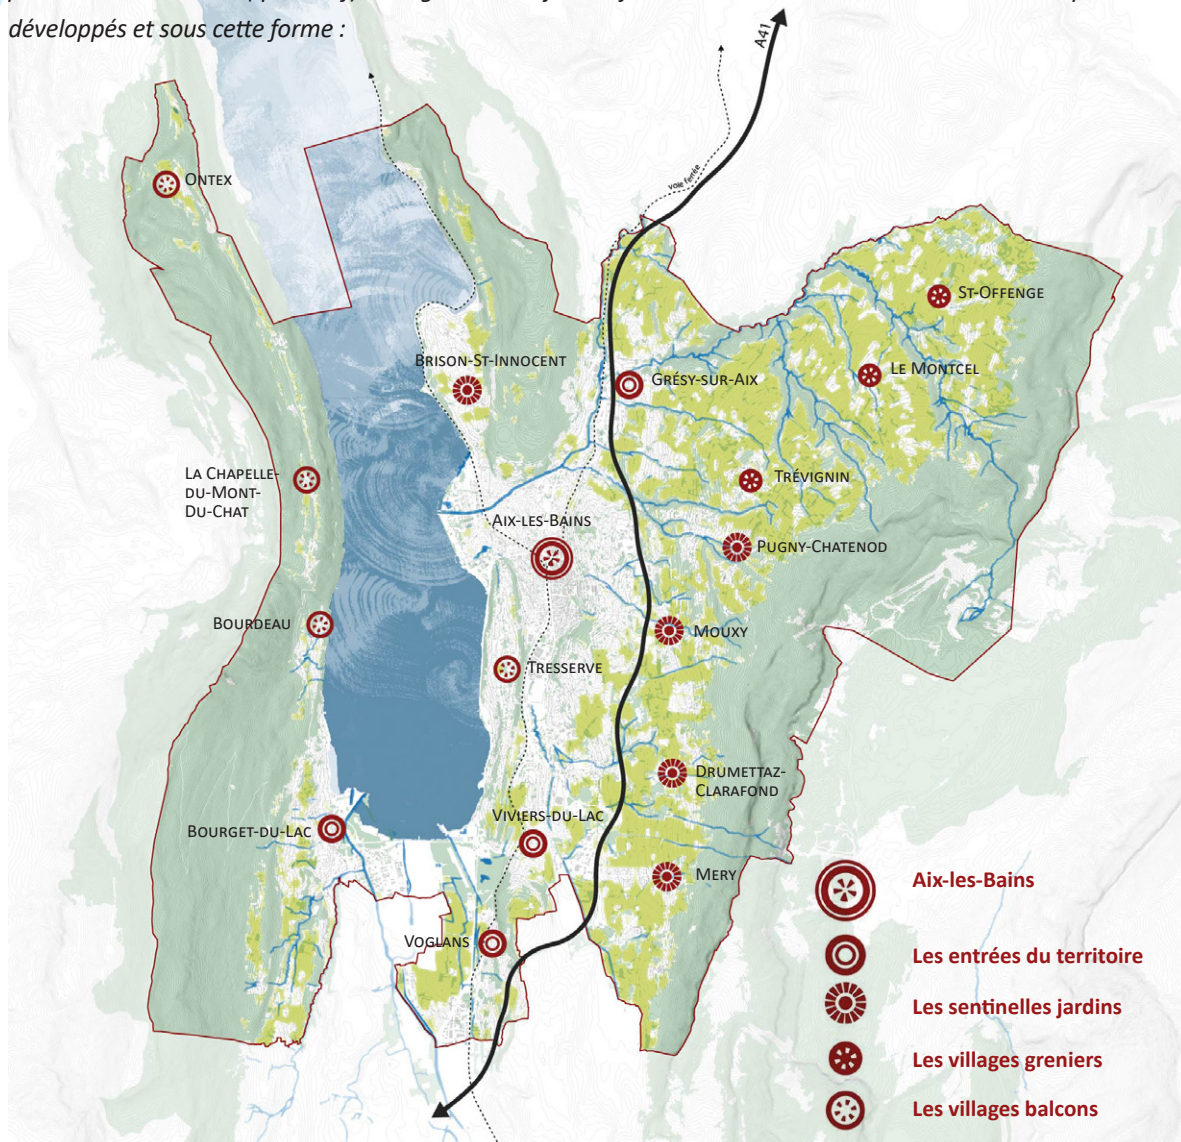 développés et sous cette forme :
A41
voie ferrée
Ontex
St-Offenge
Brison-St-Innocent
Grésy-sur-Aix
Le Montcel
La Chapelle-
du-Mont-
du-Chat
Trévignin
Aix-les-Bains
Pugny-Chatenod
Bourdeau
Mouxy
Tresserve
Drumettaz-
Clarafond
Viviers-du-Lac
Bourget-du-Lac
Mery
Voglans
Aix-les-Bains
Les entrées du territoire
Les sentinelles jardins
Les villages greniers
Les villages balcons